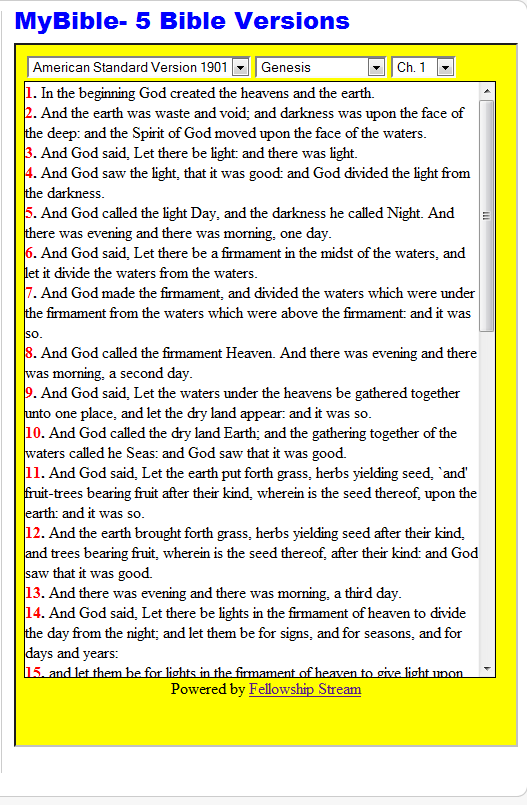 MyBible- 5 Bible Versions
American Standard Version 1901 Genesis Ch. 1
1. In the beginning God created the heavens and the earth.
2. And the earth was waste and void; and darkness was upon the face of
the deep: and the Spirit of God moved upon the face of the waters.
3. And God said, Let there be light: and there was light.
4. And God saw the light, that it was good: and God divided the light from
the darkness.
5. And God called the light Day, and the darkness he called Night. And
there was evening and there was morning, one day.
6. And God said, Let there be a firmament in the midst of the waters, and
let it divide the waters from the waters.
7. And God made the firmament, and divided the waters which were under
the firmament from the waters which were above the firmament: and it was
so.
8. And God called the firmament Heaven. And there was evening and there
was morning, a second day.
9. And God said, Let the waters under the heavens be gathered together
unto one place, and let the dry land appear: and it was so.
10. And God called the dry land Earth; and the gathering together of the
waters called he Seas: and God saw that it was good.
11. And God said, Let the earth put forth grass, herbs yielding seed, `and'
fruit-trees bearing fruit after their kind, wherein is the seed thereof, upon the
earth: and it was so.
12. And the earth brought forth grass, herbs yielding seed after their kind,
and trees bearing fruit, wherein is the seed thereof, after their kind: and God
saw that it was good.
13. And there was evening and there was morning, a third day.
14. And God said, Let there be lights in the firmament of heaven to divide
the day from the night; and let them be for signs, and for seasons, and for
days and years:
15. and let them be for lights in the firmament of heaven to give light upon
Powered by Fellowship Stream